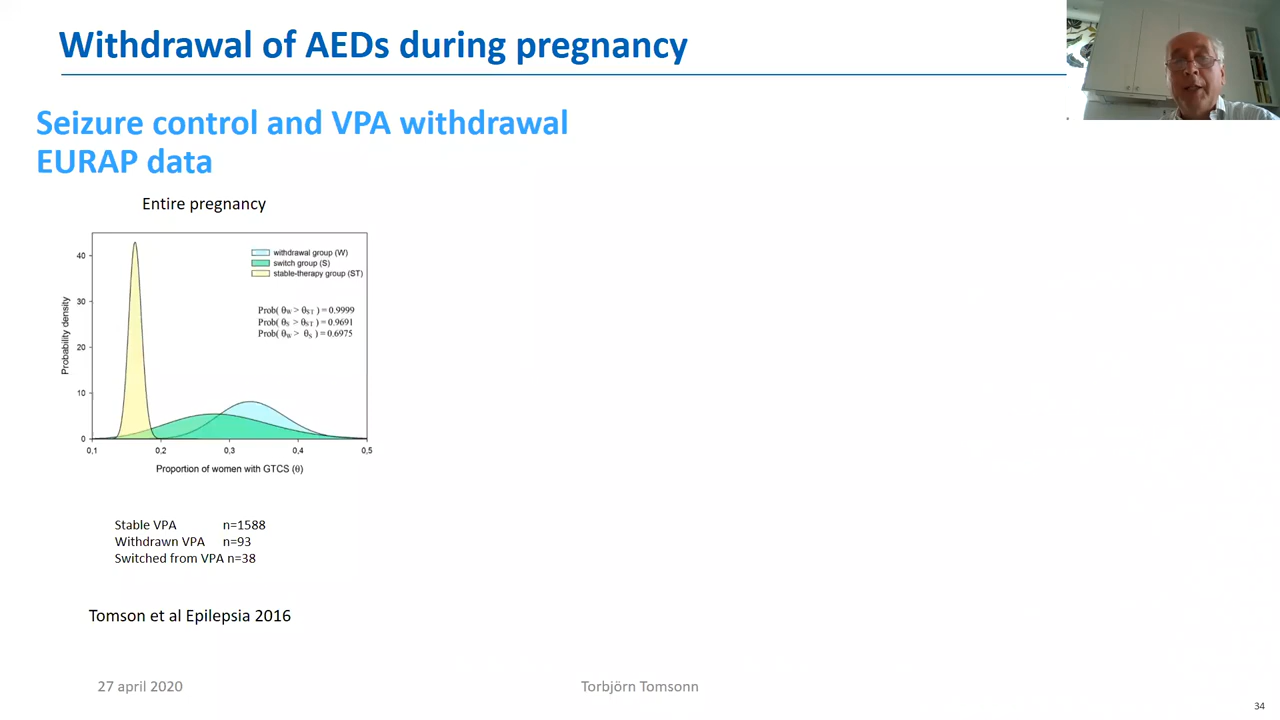 Withdrawal of AEDs during pregnancy
Seizure control and VPA withdrawal
EURAP data
Entire pregnancy
40
30
20
10
0
Probability density
withdrawal group (W)
switch group (S)
stable-therapy group (ST)
Prob( θW > θST ) = 0.9999
Prob( θS > θST ) = 0.9691
Prob( θW > θS ) = 0.6975
0,1 0,2 0,3 0,4 0,5
Proportion of women with GTCS (θ)
Stable VPA n=1588
Withdrawn VPA n=93
Switched from VPA n=38
Tomson et al Epilepsia 2016
27 april 2020
Torbjörn Tomsonn
34